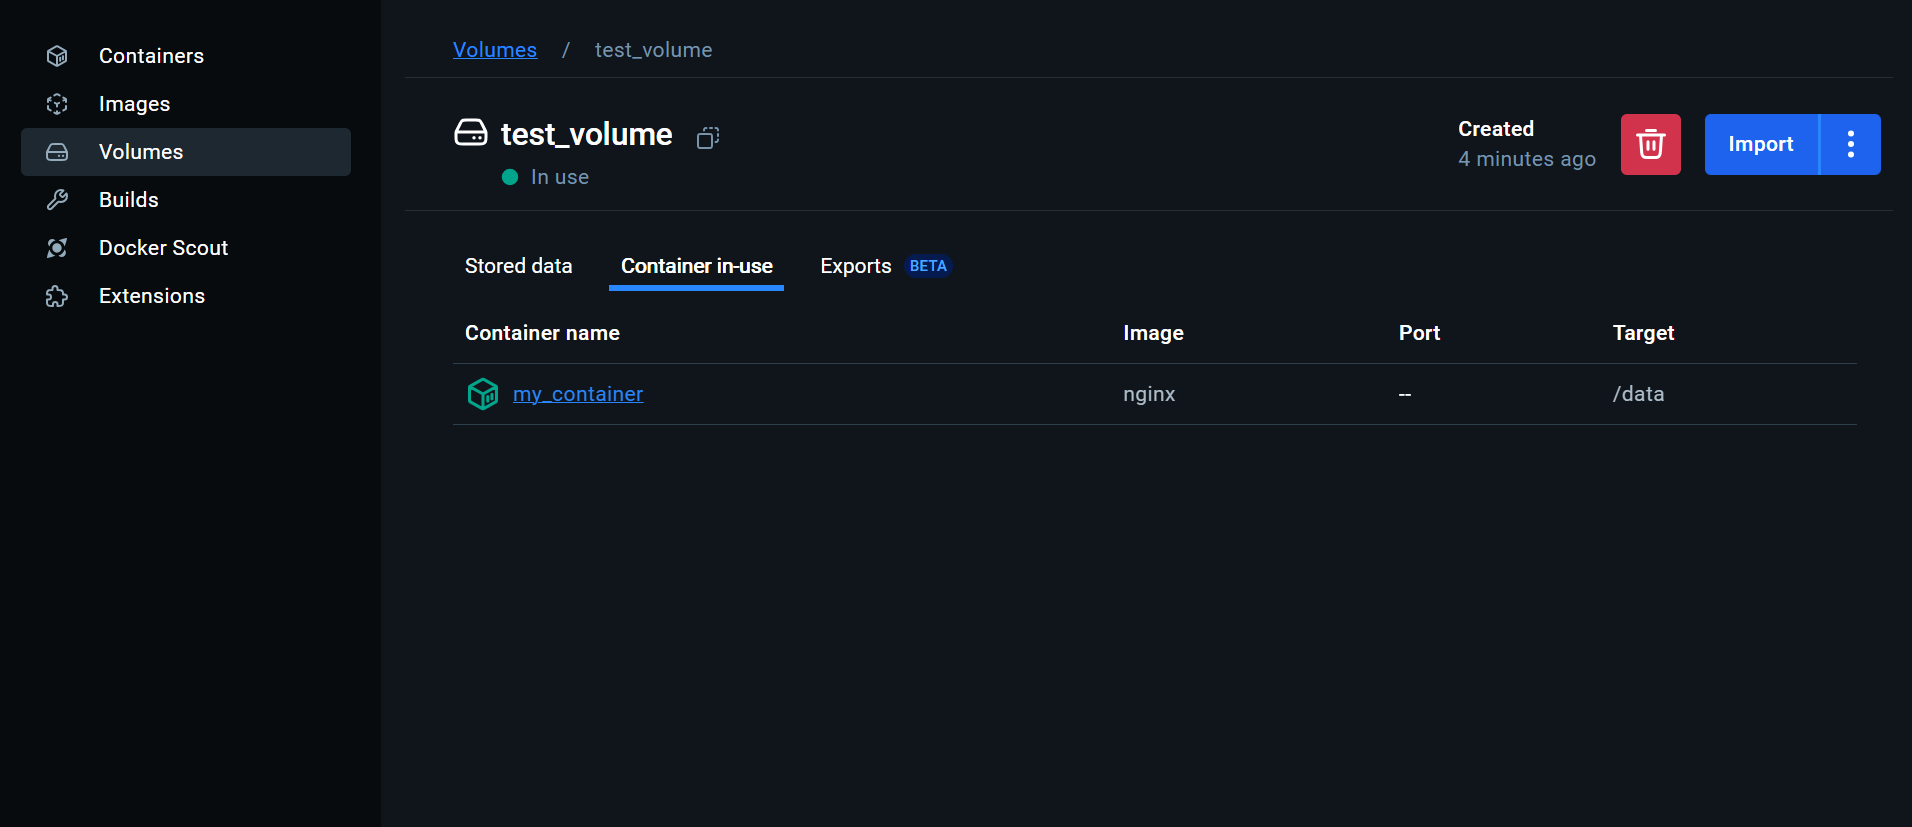 Containers
Images
Volumes
Builds
Docker Scout
Extensions
Volumes / test_volume
test_volume
In use
Created
4 minutes ago
Import
Stored data Container in-use Exports BETA
Container name Image Port Target
my_container nginx -- /data